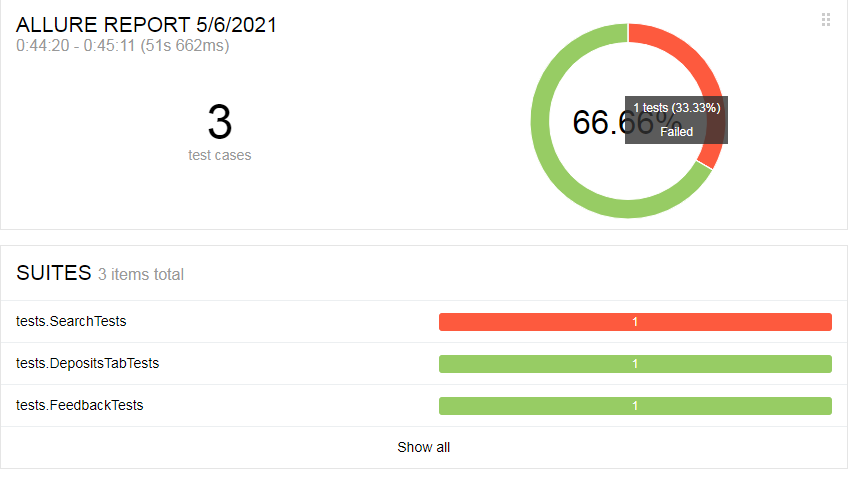 ALLURE REPORT 5/6/2021
0:44:20 - 0:45:11 (51s 662ms)
3
test cases
66.66%
1 tests (33.33%)
Failed
SUITES 3 items total
tests.SearchTests 1
tests.DepositsTabTests 1
tests.FeedbackTests 1
Show all